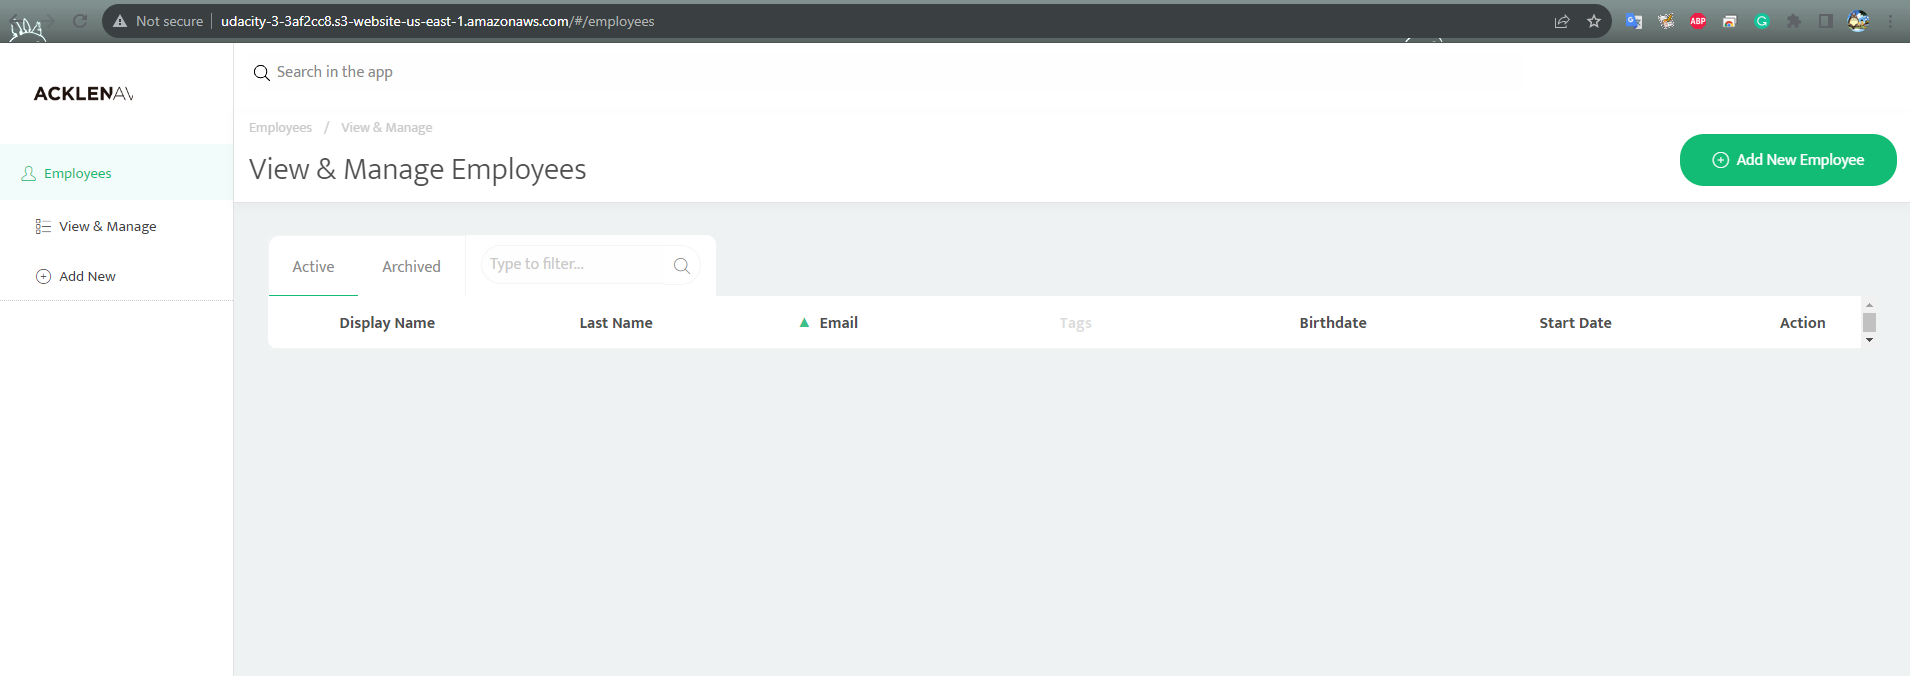 Not secure udacity-3-3af2cc8.s3-website-us-east-1.amazonaws.com/#/employees
ABP
G
Search in the app
ACKLENAV
Employees / View & Manage
View & Manage Employees
Add New Employee
Employees
View & Manage
Add New
Active Archived Type to filter...
Display Name Last Name ▲ Email Tags Birthdate Start Date Action